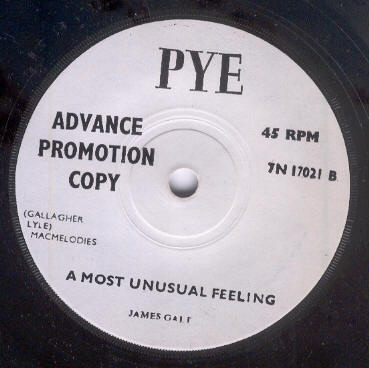 PYE
ADVANCE
PROMOTION
COPY
45 RPM
7N 17021 B
(GALLAGHER
LYLE)
MACMELODIES
A MOST UNUSUAL FEELING
JAMES GALT